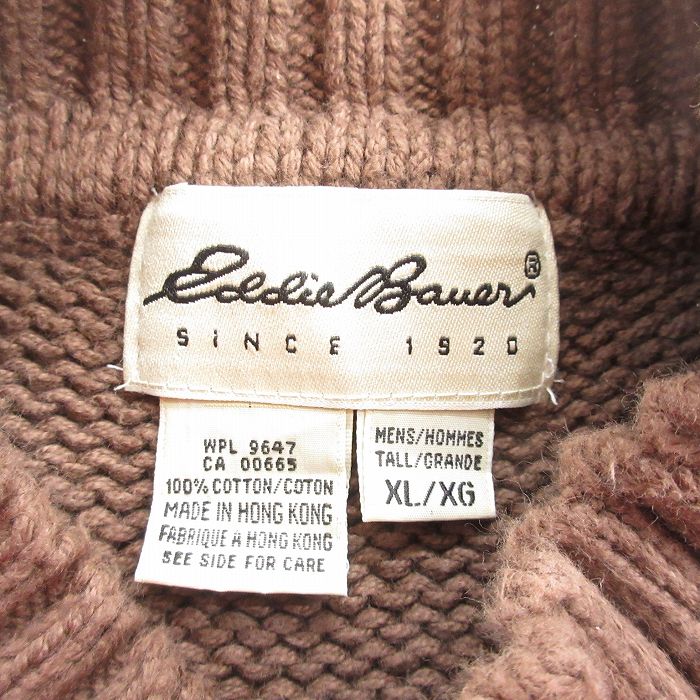 Eddie Bauer®
SINCE 1920
WPL 9647
CA 00665
100% COTTON/COTON
MADE IN HONG KONG
FABRIQUE A HONG KONG
SEE SIDE FOR CARE
MENS/HOMMES
TALL/GRANDE
XL/XG